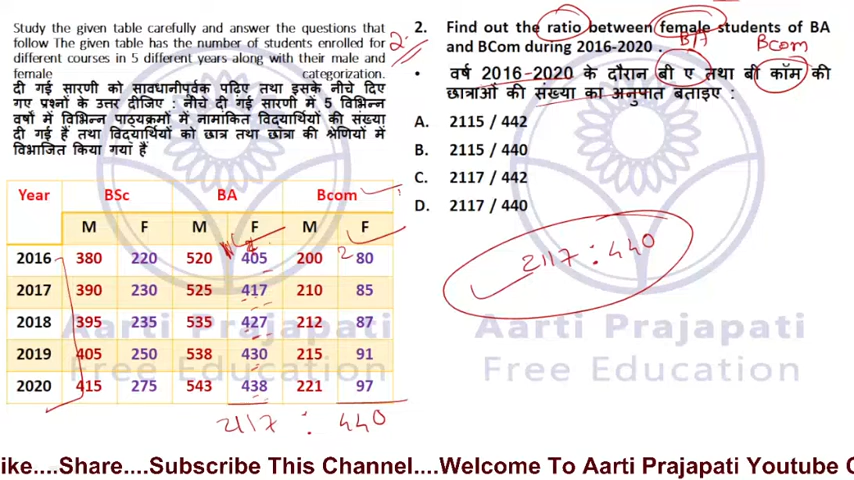 Study the given table carefully and answer the questions that
follow The given table has the number of students enrolled for
different courses in 5 different years along with their male and
female categorization.
दी गई सारणी को सावधानीपूर्वक पढ़िए तथा इसके नीचे दिए
गए प्रश्नों के उत्तर दीजिए : नीचे दी गई सारणी में 5 विभिन्न
वर्षों में विभिन्न पाठ्यक्रमों में नामांकित विद्यार्थियों की संख्या
दी गई हैं तथा विद्यार्थियों को छात्र तथा छात्रा की श्रेणियों में
विभाजित किया गया हैं
Year BSc BA Bcom
M F M F M F
2016 380 220 520 405 200 80
2017 390 230 525 417 210 85
2018 395 235 535 427 212 87
2019 405 250 538 430 215 91
2020 415 275 543 438 221 97
2117 : 440
2.
2. Find out the ratio between female students of BA
and BCom during 2016-2020 .
BA BCom
• वर्ष 2016-2020 के दौरान बी ए तथा बी कॉम की
छात्राओं की संख्या का अनुपात बताइए :
A. 2115 / 442
B. 2115 / 440
C. 2117 / 442
D. 2117 / 440
2117 : 440
Aarti Prajapati
Free Education
Aarti Prajapati
Free Education
ike....Share....Subscribe This Channel....Welcome To Aarti Prajapati Youtube C